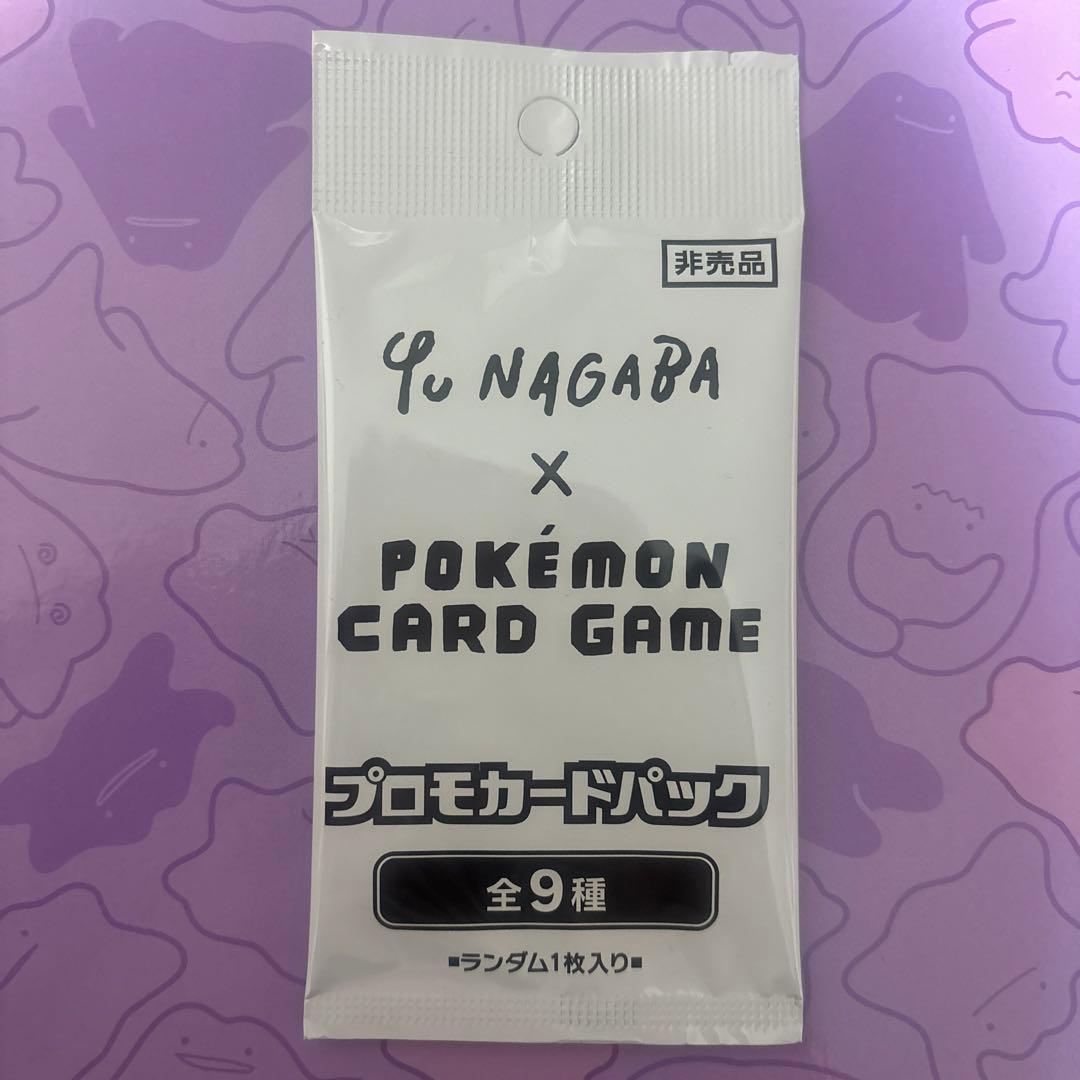 非売品
Yu NAGABA
×
POKÉMON
CARD GAME
プロモカードパック
全9種
■ランダム1枚入り■